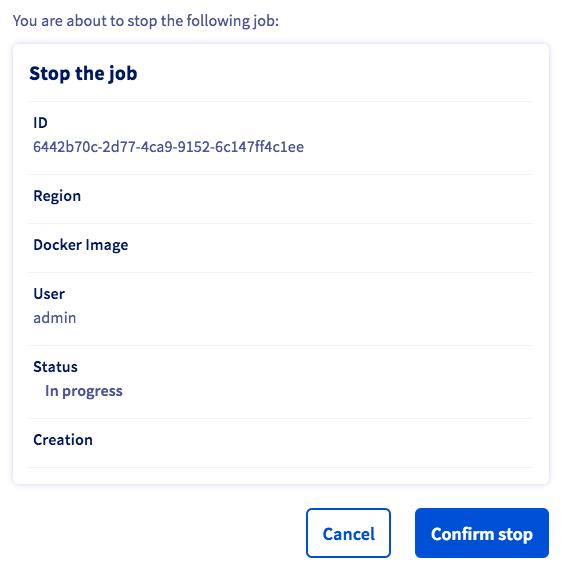 You are about to stop the following job:
Stop the job
ID
6442b70c-2d77-4ca9-9152-6c147ff4c1ee
Region
Docker Image
User
admin
Status
In progress
Creation
Cancel
Confirm stop